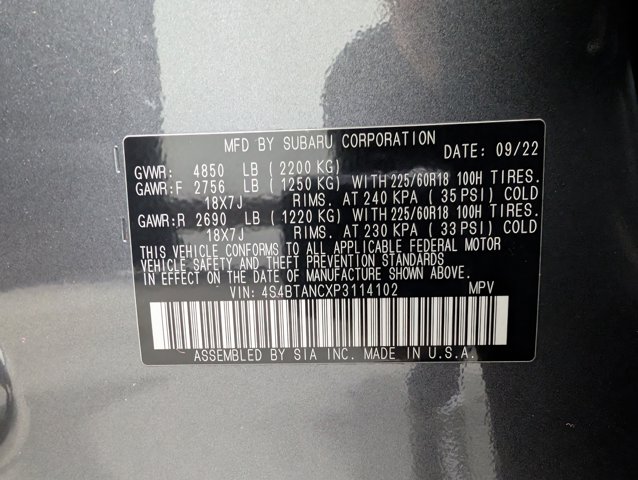 MFD BY SUBARU CORPORATION
DATE: 09/22
GVWR: 4850 LB (2200 KG)
GAWR:F 2756 LB (1250 KG) WITH 225/60R18 100H TIRES.
18X7J RIMS. AT 240 KPA (35 PSI) COLD
GAWR:R 2690 LB (1220 KG) WITH 225/60R18 100H TIRES.
18X7J RIMS. AT 230 KPA (33 PSI) COLD
THIS VEHICLE CONFORMS TO ALL APPLICABLE FEDERAL MOTOR
VEHICLE SAFETY AND THEFT PREVENTION STANDARDS
IN EFFECT ON THE DATE OF MANUFACTURE SHOWN ABOVE.
VIN: 4S4BTANCXP3114102 MPV
ASSEMBLED BY SIA INC. MADE IN U.S.A.